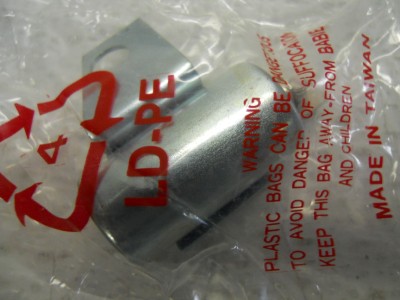 4
LD-PE
WARNING
PLASTIC BAGS CAN BE DANGEROUS
TO AVOID DANGER OF SUFFOCATION
KEEP THIS BAG AWAY-FROM BABIE
AND CHILDREN
MADE IN TAIWAN